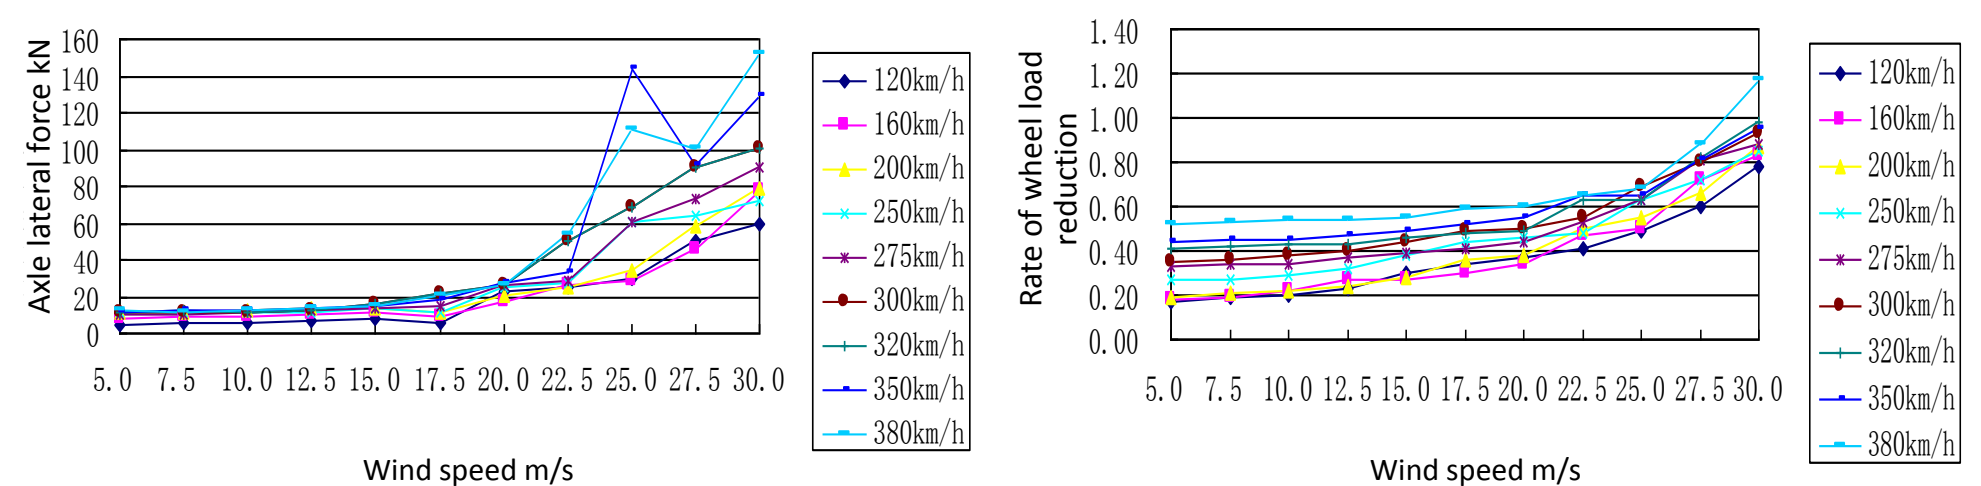 Axle lateral force kN
160
140
120
100
80
60
40
20
0
5.0 7.5 10.0 12.5 15.0 17.5 20.0 22.5 25.0 27.5 30.0
Wind speed m/s
120km/h
160km/h
200km/h
250km/h
275km/h
300km/h
320km/h
350km/h
380km/h
Rate of wheel load
reduction
1.40
1.20
1.00
0.80
0.60
0.40
0.20
0.00
5.0 7.5 10.0 12.5 15.0 17.5 20.0 22.5 25.0 27.5 30.0
Wind speed m/s
120km/h
160km/h
200km/h
250km/h
275km/h
300km/h
320km/h
350km/h
380km/h